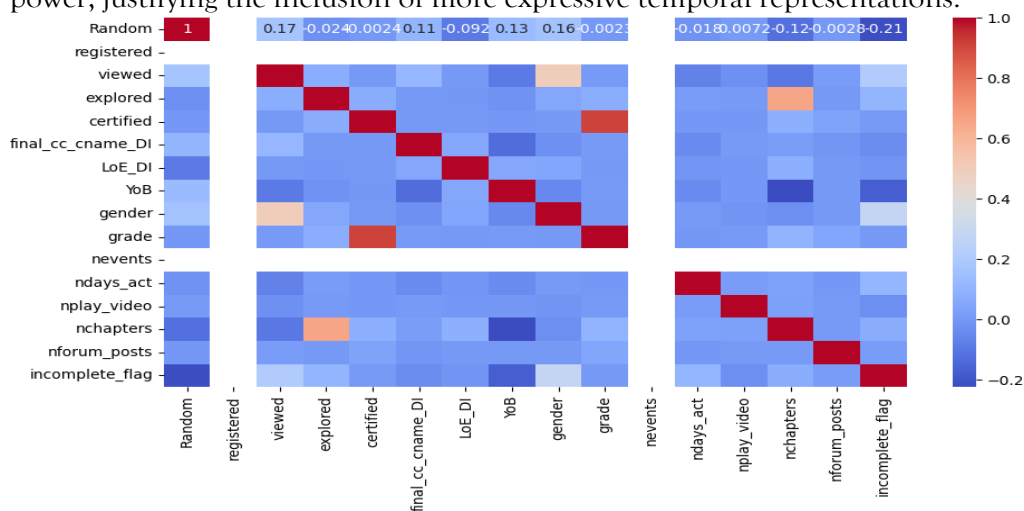 power, justifying the inclusion of more expressive temporal representations.
Random 1 0.17 -0.024 0.0024 0.11 -0.092 0.13 0.16 -0.0023 -0.018 0.0072 -0.12 -0.0028 -0.21 1.0
registered
viewed 0.8
explored
certified
final_cc_cname_DI 0.6
LoE_DI
YoB 0.4
gender
grade
nevents 0.2
ndays_act
nplay_video 0.0
nchapters
nforum_posts
incomplete_flag −0.2
Random registered viewed explored certified final_cc_cname_DI LoE_DI YoB gender grade nevents ndays_act nplay_video nchapters nforum_posts incomplete_flag